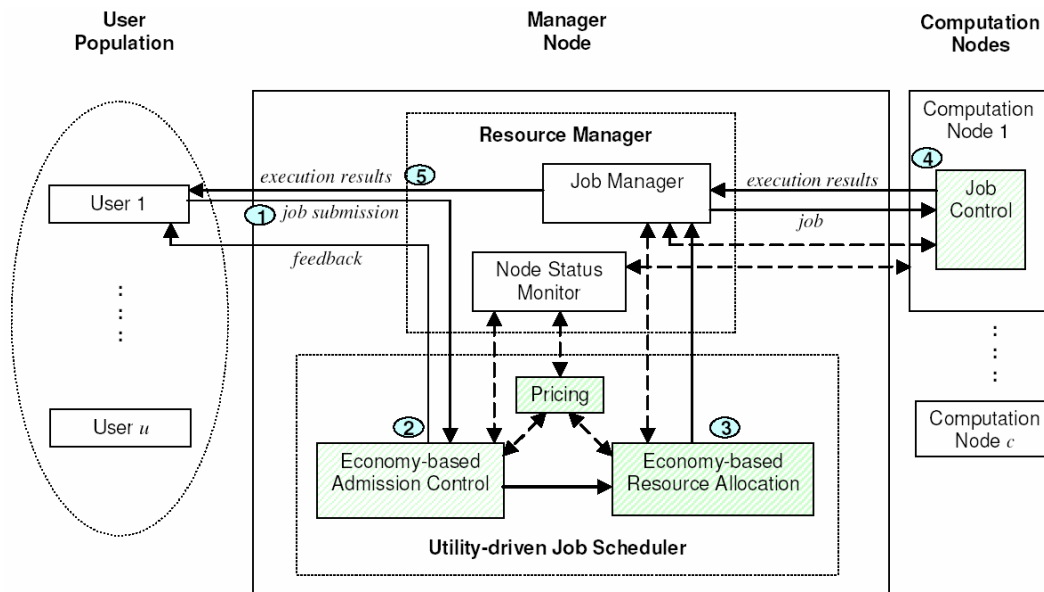 User
Population
Manager
Node
Computation
Nodes
Resource Manager
Computation
Node 1
4
5
execution results
Job Manager
execution results
Job
Control
User 1
1
job submission
job
feedback
Node Status
Monitor
Pricing
User u
2
3
Computation
Node c
Economy-based
Admission Control
Economy-based
Resource Allocation
Utility-driven Job Scheduler